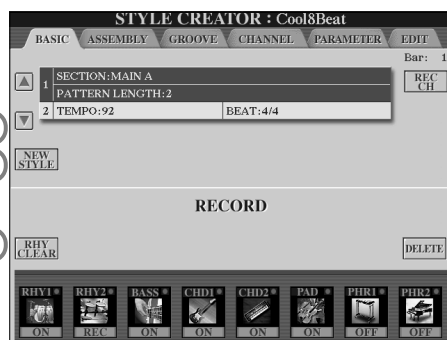 STYLE CREATOR : Cool8Beat
BASIC ASSEMBLY GROOVE CHANNEL PARAMETER EDIT
Bar: 1
1 SECTION:MAIN A
PATTERN LENGTH:2
REC CH
2 TEMPO:92 BEAT:4/4
NEW STYLE
RECORD
RHY CLEAR
DELETE
RHY1 RHY2 BASS CHD1 CHD2 PAD PHR1 PHR2
ON REC ON ON ON ON OFF OFF